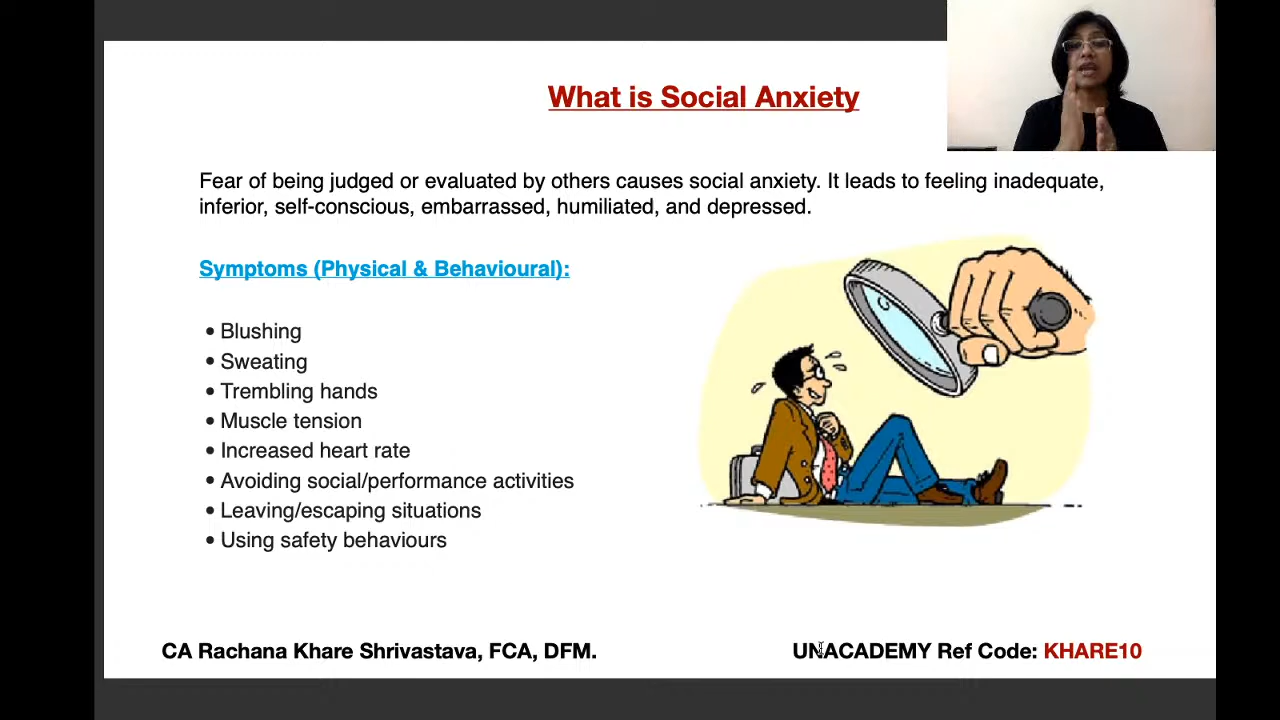 What is Social Anxiety
Fear of being judged or evaluated by others causes social anxiety. It leads to feeling inadequate,
inferior, self-conscious, embarrassed, humiliated, and depressed.
Symptoms (Physical & Behavioural):
• Blushing
• Sweating
• Trembling hands
• Muscle tension
• Increased heart rate
• Avoiding social/performance activities
• Leaving/escaping situations
• Using safety behaviours
CA Rachana Khare Shrivastava, FCA, DFM.
UNACADEMY Ref Code: KHARE10